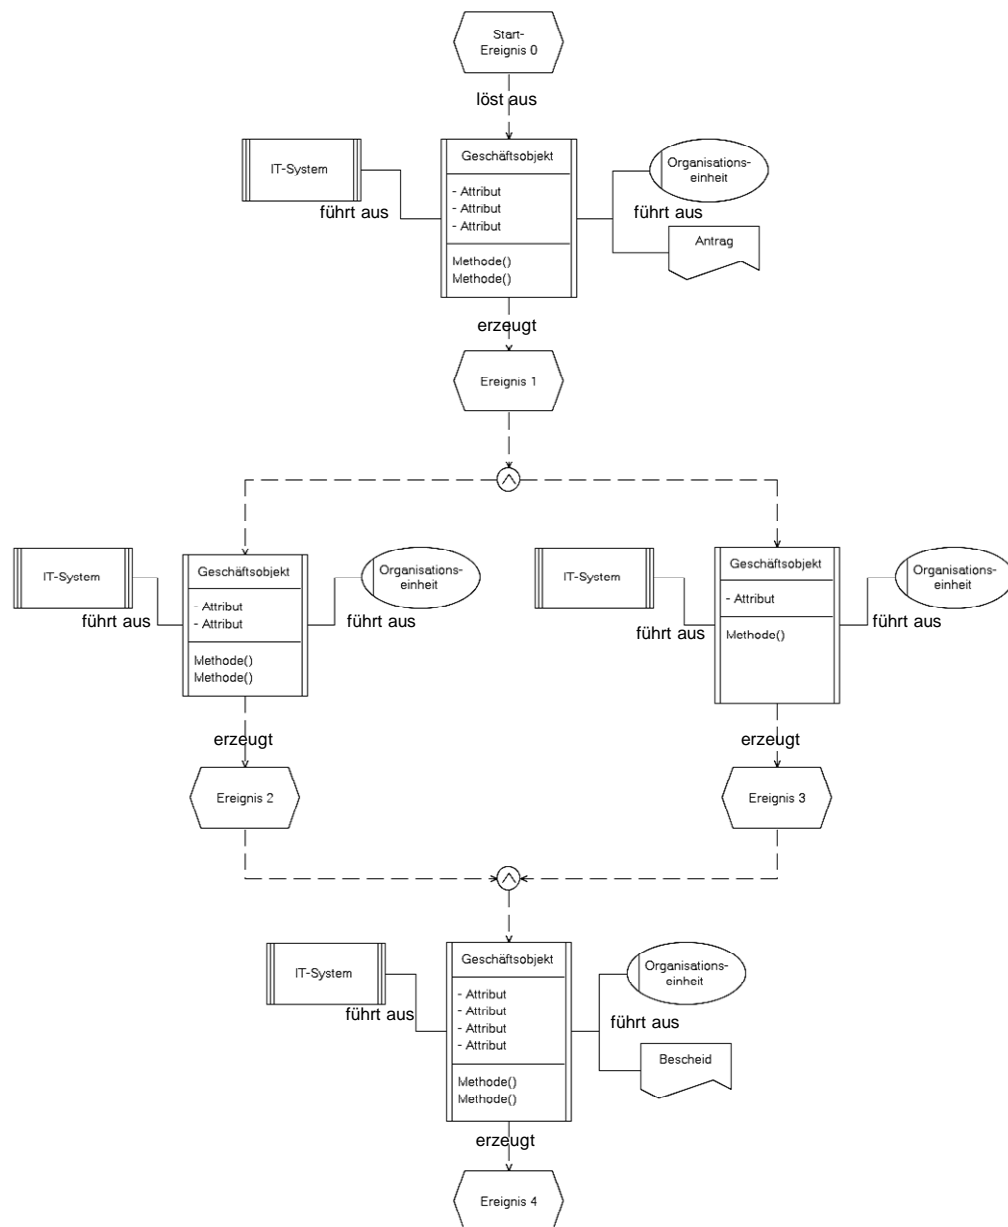 Start-
Ereignis 0
löst aus
IT-System
führt aus
Geschäftsobjekt
- Attribut
- Attribut
- Attribut
Methode()
Methode()
Organisations-
einheit
führt aus
Antrag
erzeugt
Ereignis 1
IT-System
führt aus
Geschäftsobjekt
- Attribut
- Attribut
Methode()
Methode()
Organisations-
einheit
führt aus
IT-System
führt aus
Geschäftsobjekt
- Attribut
Methode()
Organisations-
einheit
führt aus
erzeugt
erzeugt
Ereignis 2
Ereignis 3
IT-System
führt aus
Geschäftsobjekt
- Attribut
- Attribut
- Attribut
- Attribut
Methode()
Methode()
Organisations-
einheit
führt aus
Bescheid
erzeugt
Ereignis 4